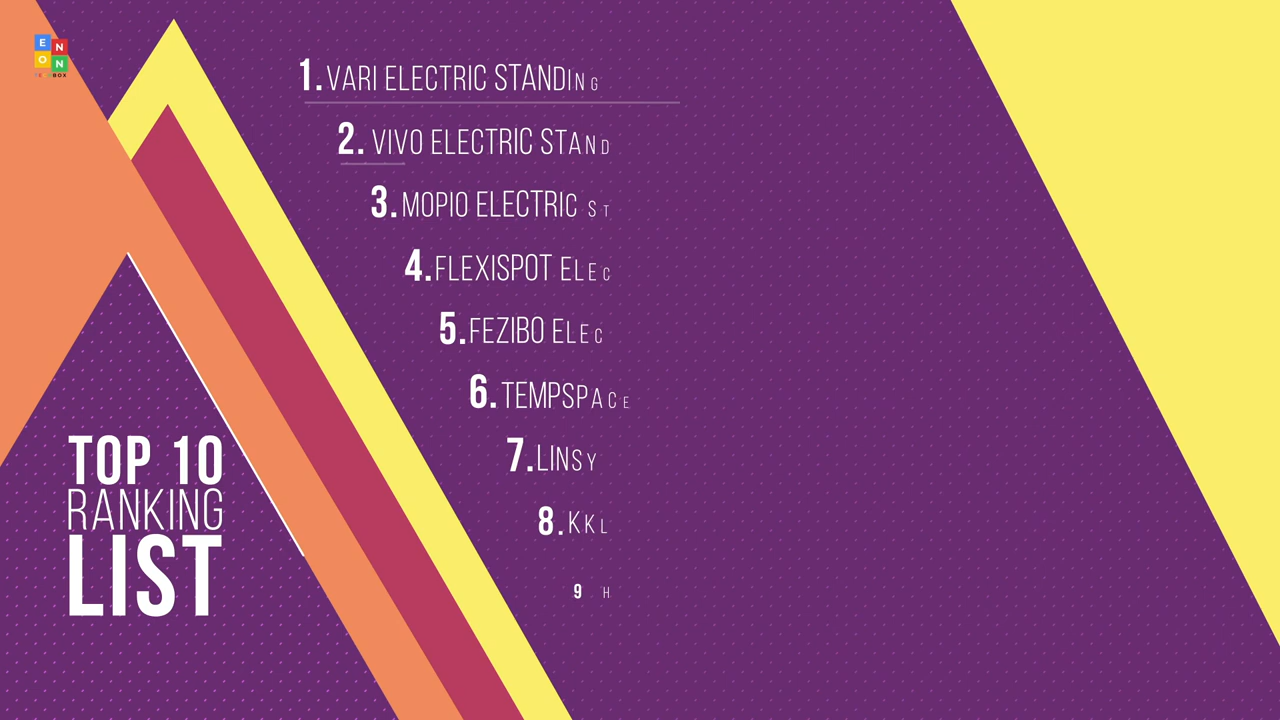 E N
O N
BOX
1. VARI ELECTRIC STANDING
2. VIVO ELECTRIC STAND
3. MOPIO ELECTRIC ST
4. FLEXISPOT ELEC
5. FEZIBO ELEC
6. TEMPSPACE
7. LINSY
8. KKL
9 H
TOP 10
RANKING
LIST